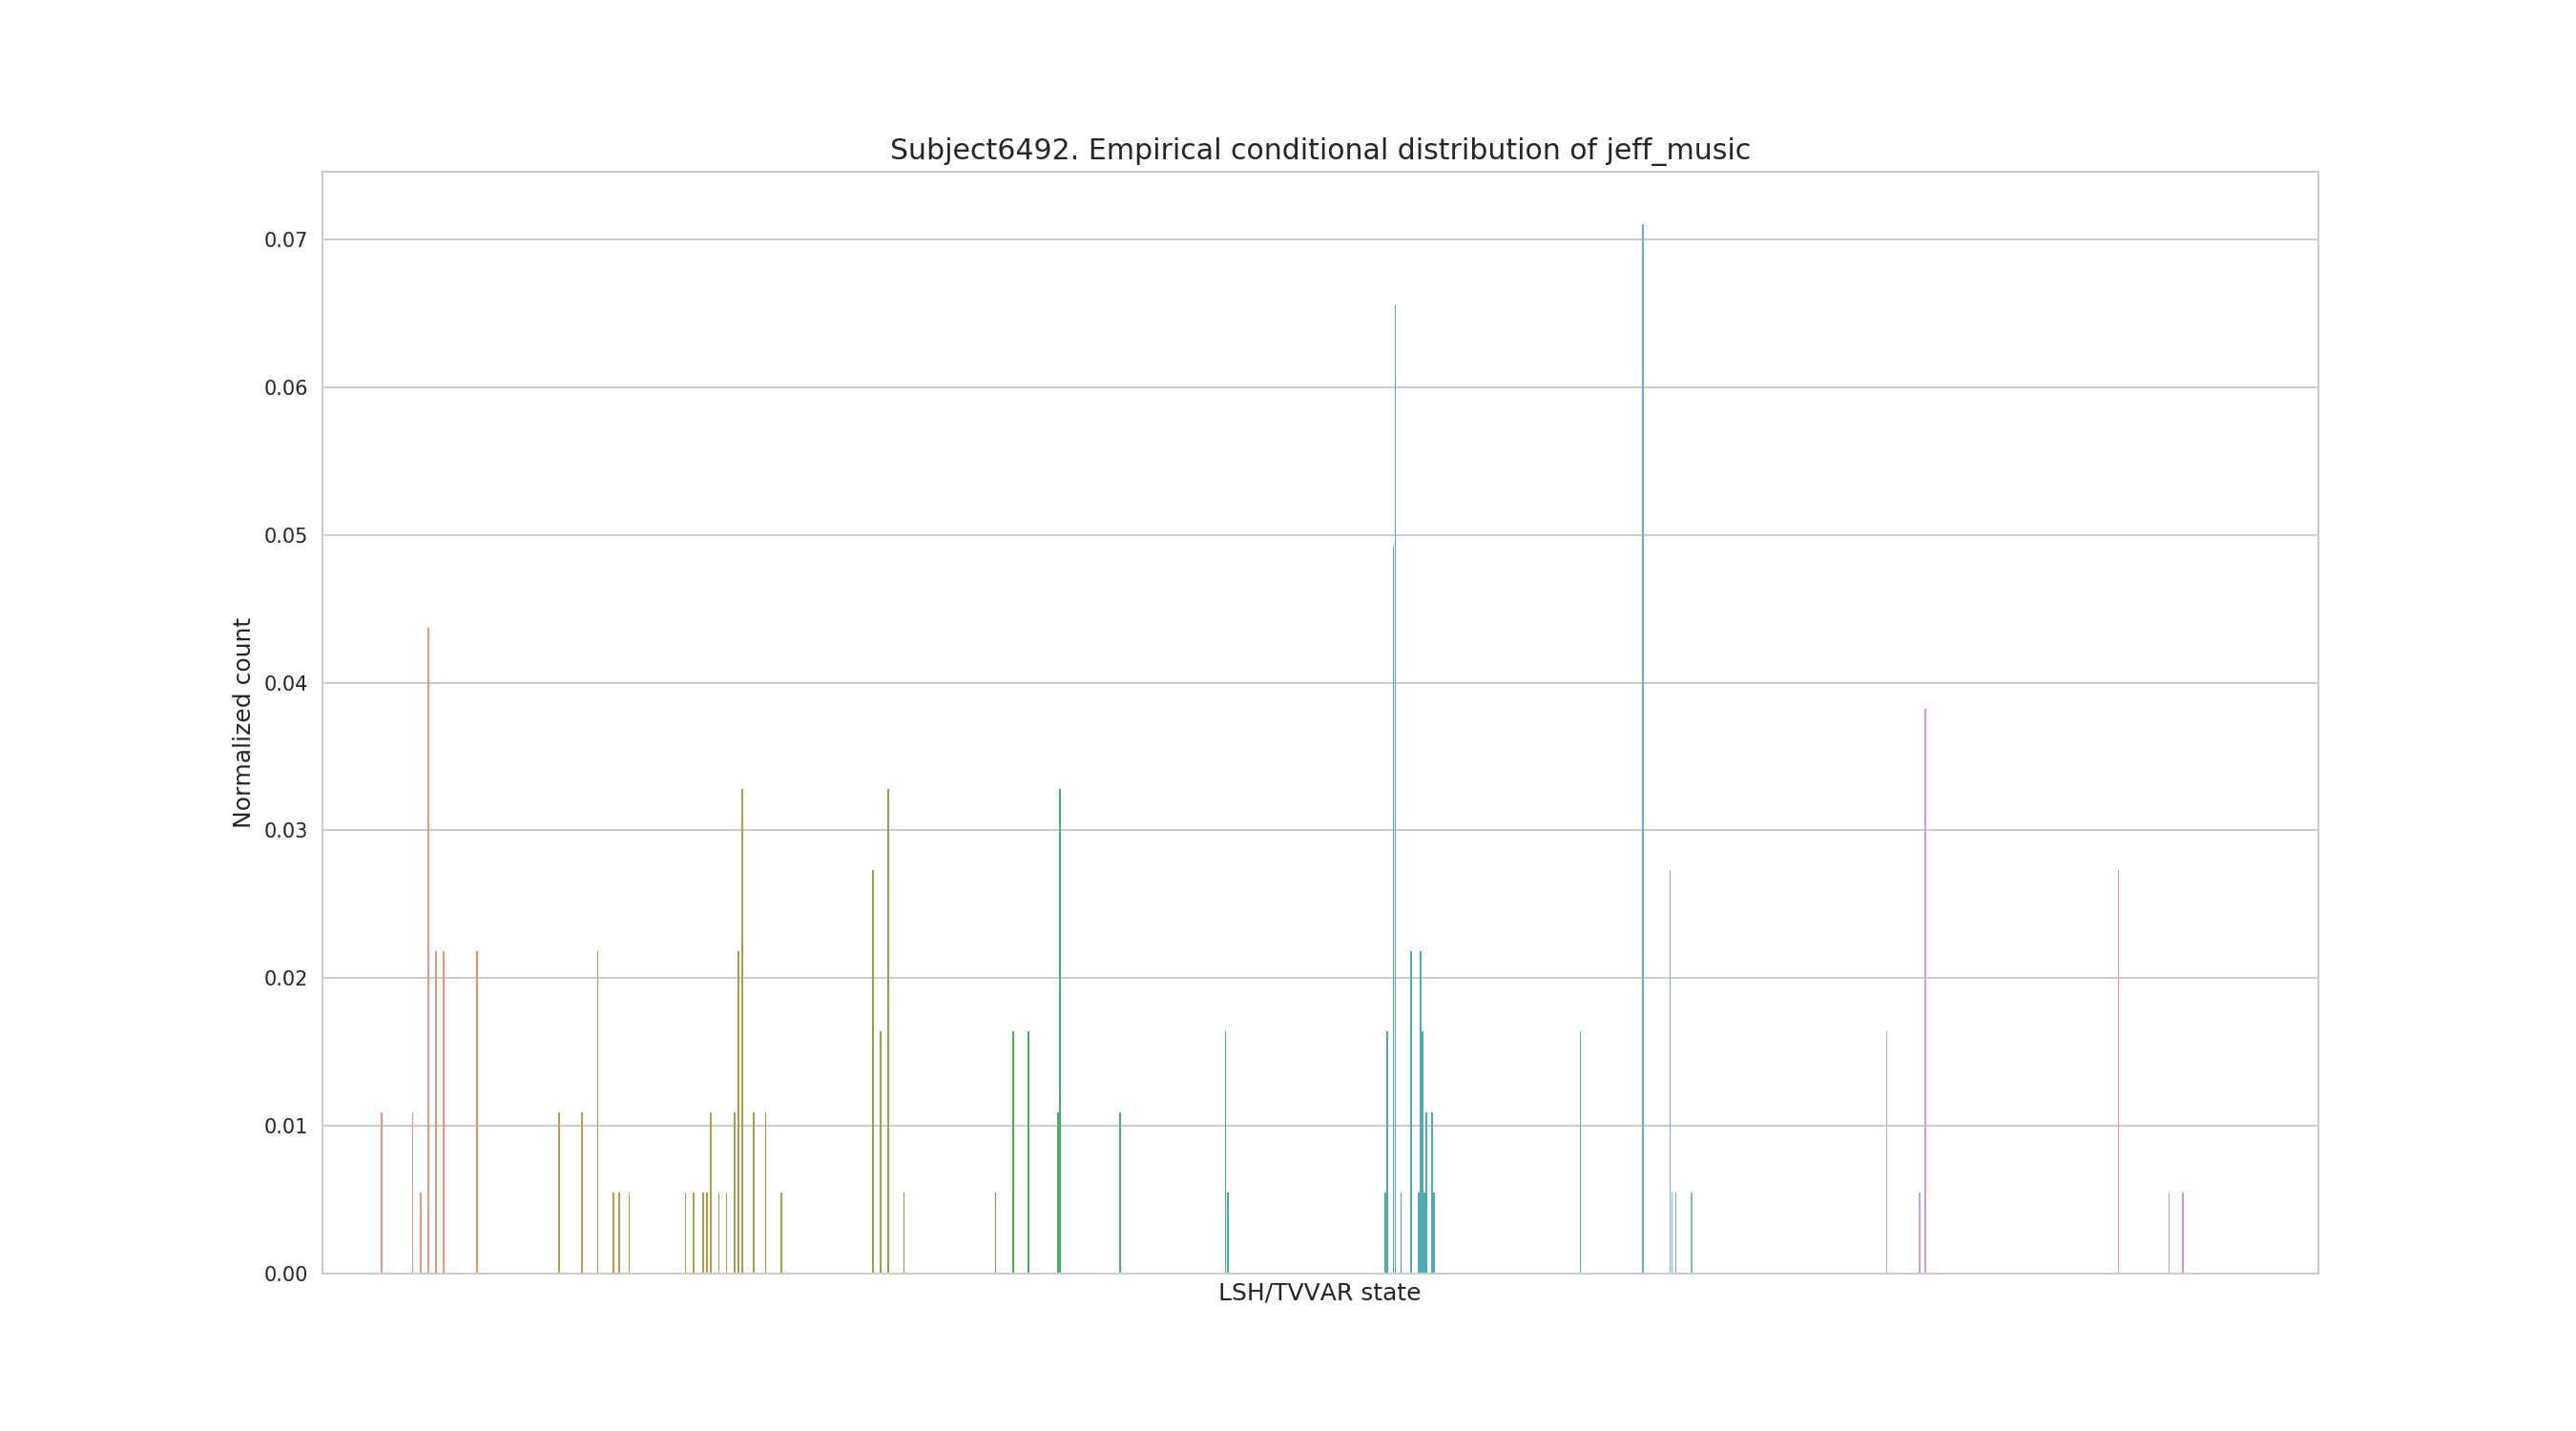 Subject6492. Empirical conditional distribution of jeff_music
0.07
0.06
0.05
0.04
0.03
0.02
0.01
0.00
Normalized count
LSH/TVVAR state